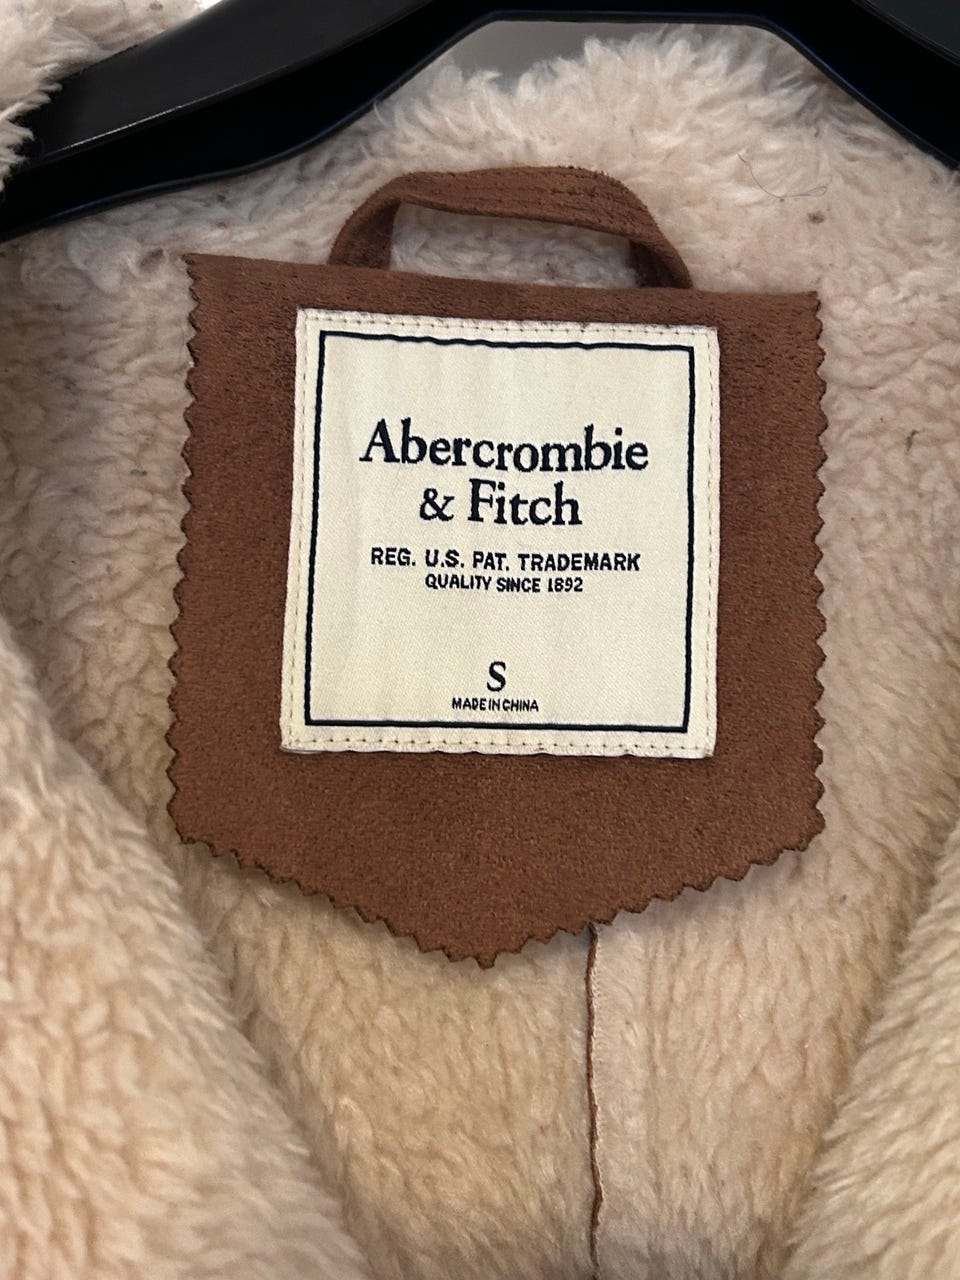 Abercrombie
& Fitch
REG. U.S. PAT. TRADEMARK
QUALITY SINCE 1892
S
MADE IN CHINA